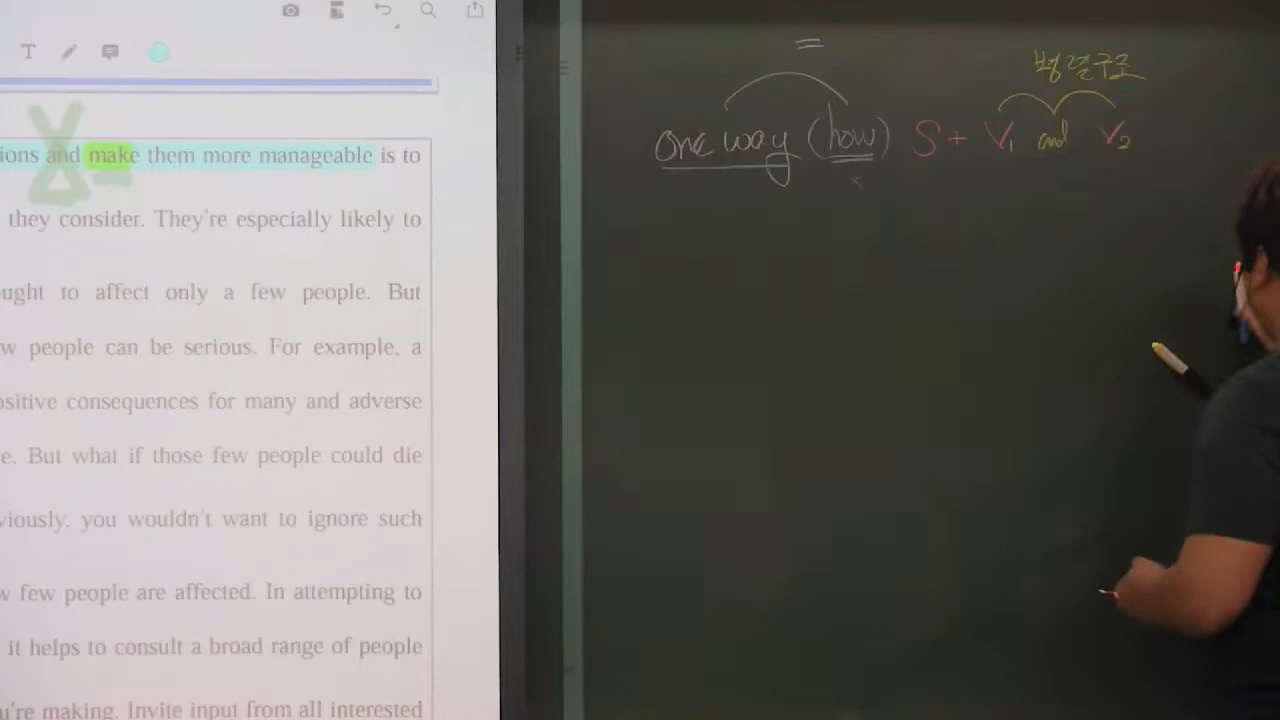 T
ions and make them more manageable is to
they consider. They're especially likely to
ught to affect only a few people. But
w people can be serious. For example, a
ositive consequences for many and adverse
e. But what if those few people could die
viously, you wouldn't want to ignore such
w few people are affected. In attempting to
it helps to consult a broad range of people
u're making. Invite input from all interested
병렬구조
one way (how) S + V₁ and V₂